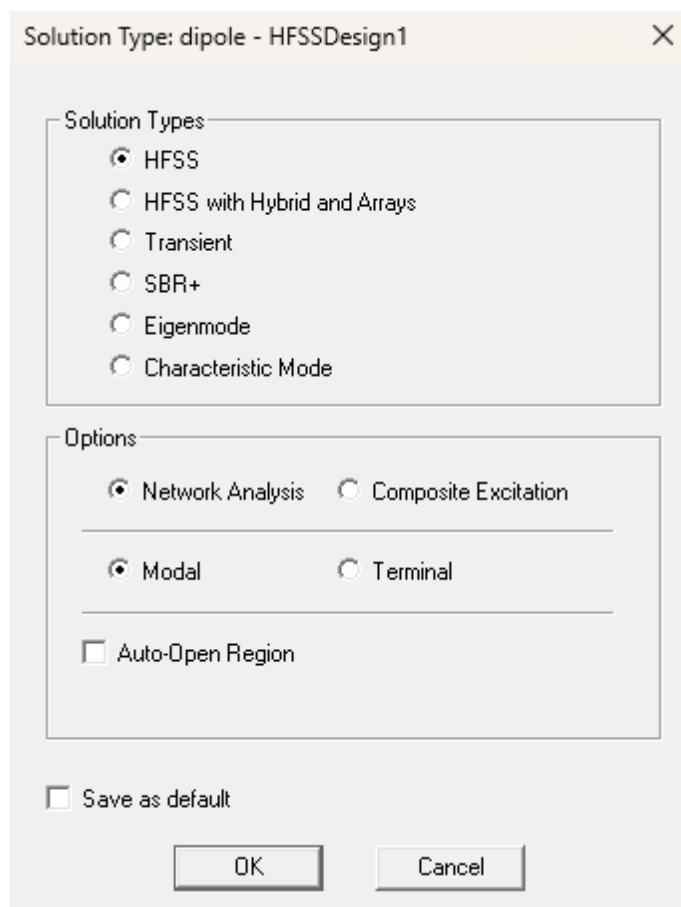 Solution Type: dipole - HFSSDesign1
Solution Types
HFSS
HFSS with Hybrid and Arrays
Transient
SBR+
Eigenmode
Characteristic Mode
Options
Network Analysis Composite Excitation
Modal Terminal
Auto-Open Region
Save as default
OK Cancel